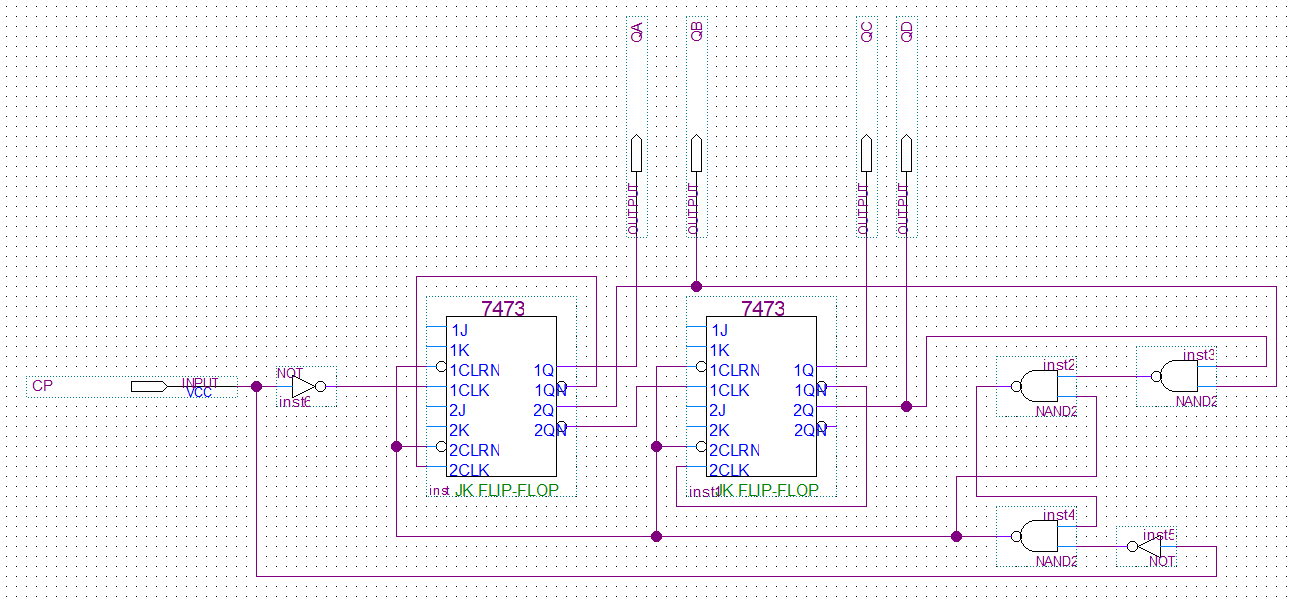 QA
QB
QC
QD
OUTPUT
OUTPUT
OUTPUT
OUTPUT
CP
INPUT
VCC
NOT
inst6
7473
1J
1K
1CLRN
1CLK
2J
2K
2CLRN
2CLK
1Q
1QN
2Q
2QN
inst
JK FLIP-FLOP
7473
1J
1K
1CLRN
1CLK
2J
2K
2CLRN
2CLK
1Q
1QN
2Q
2QN
inst1
JK FLIP-FLOP
inst2
NAND2
inst3
NAND2
inst4
NAND2
inst5
NOT